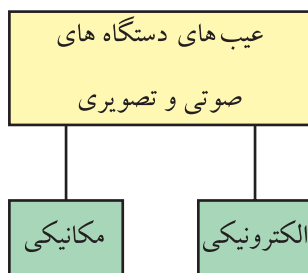 عیب‌های دستگاه های
صوتی و تصویری
الکترونیکی
مکانیکی